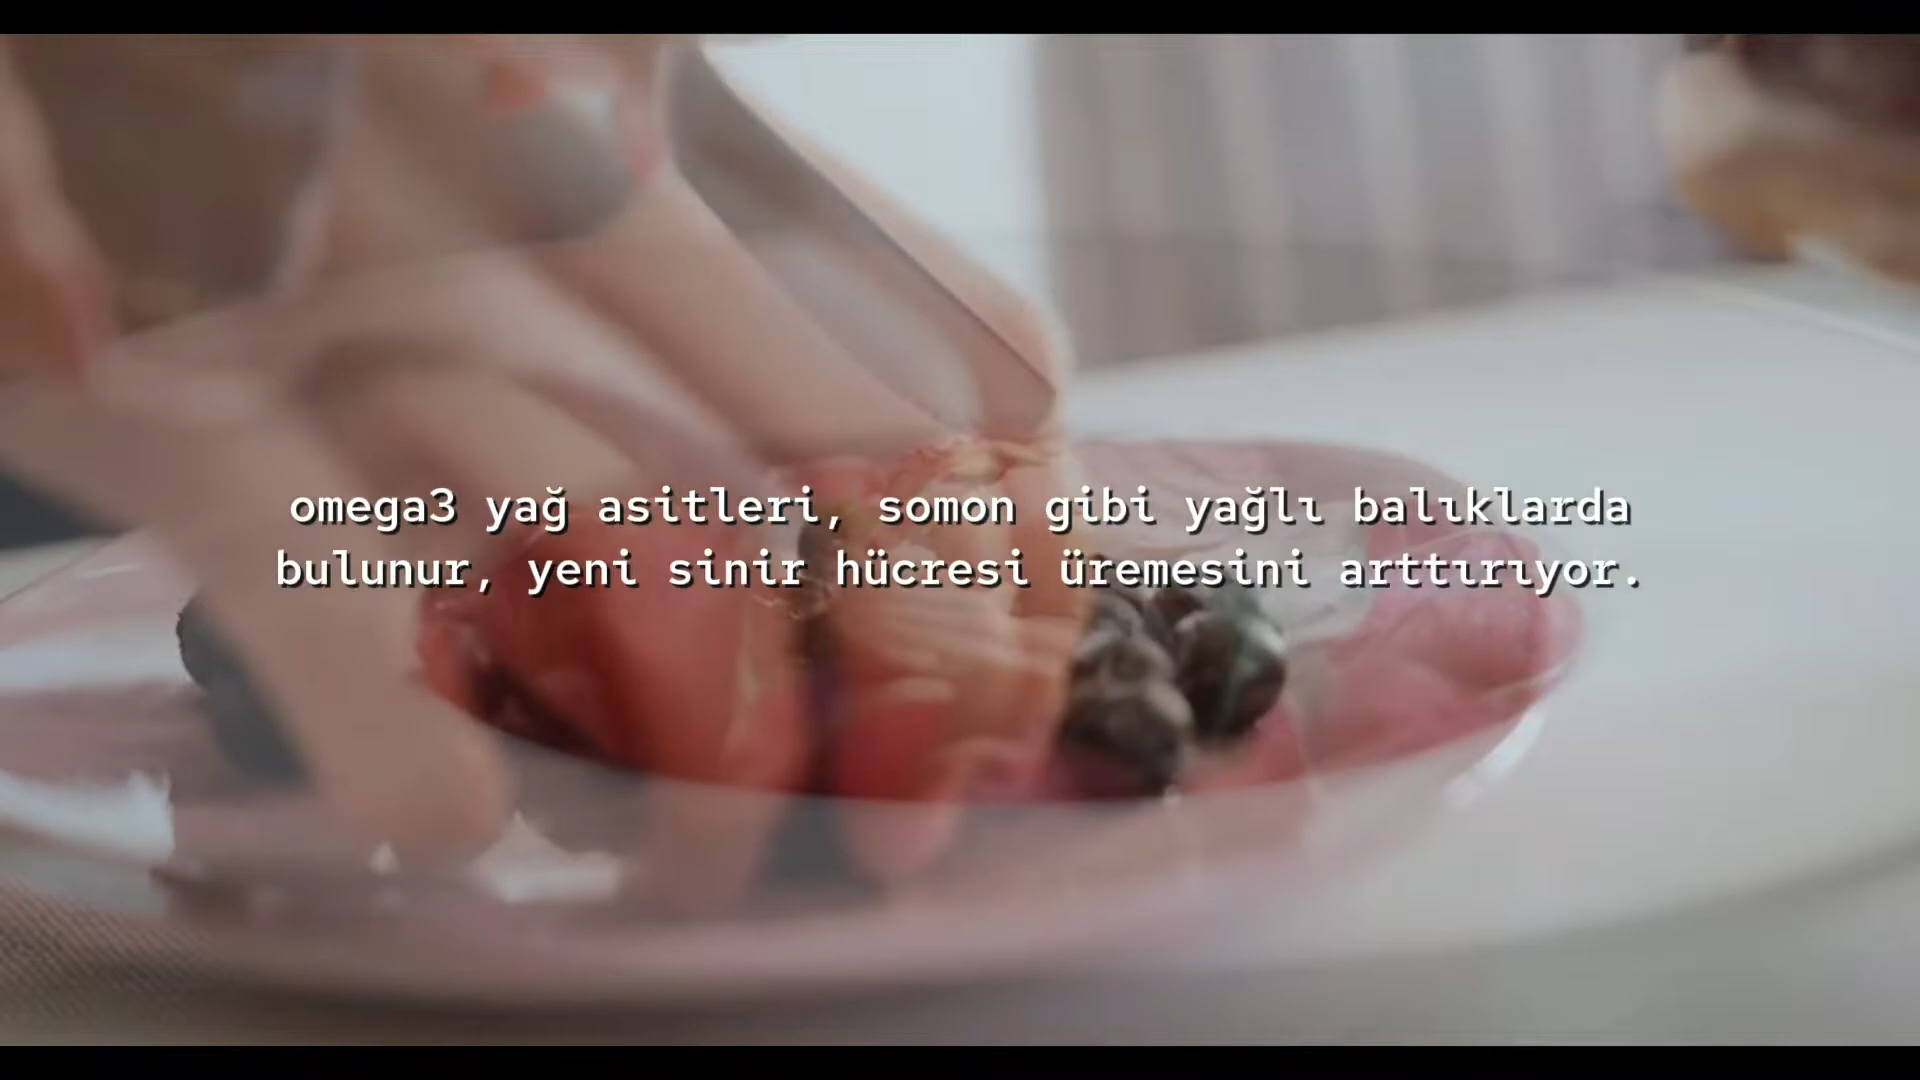 omega3 yağ asitleri, somon gibi yağlı balıklarda
bulunur, yeni sinir hücresi üremesini arttırıyor.